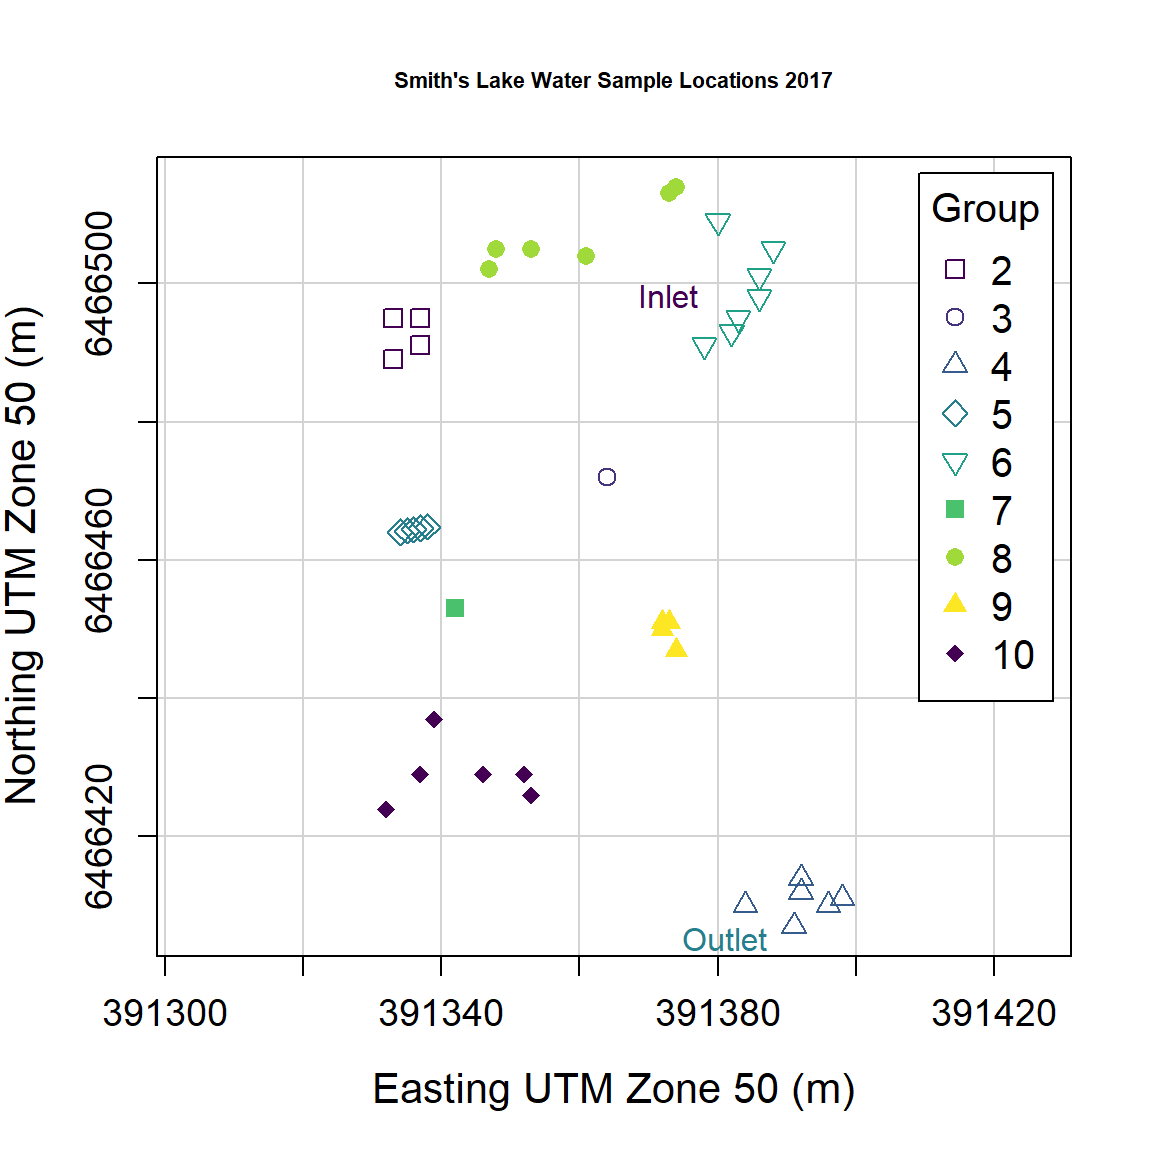 Smith's Lake Water Sample Locations 2017
Northing UTM Zone 50 (m)
6466500
6466460
6466420
Inlet
Outlet
Group
2
3
4
5
6
7
8
9
10
391300 391340 391380 391420
Easting UTM Zone 50 (m)